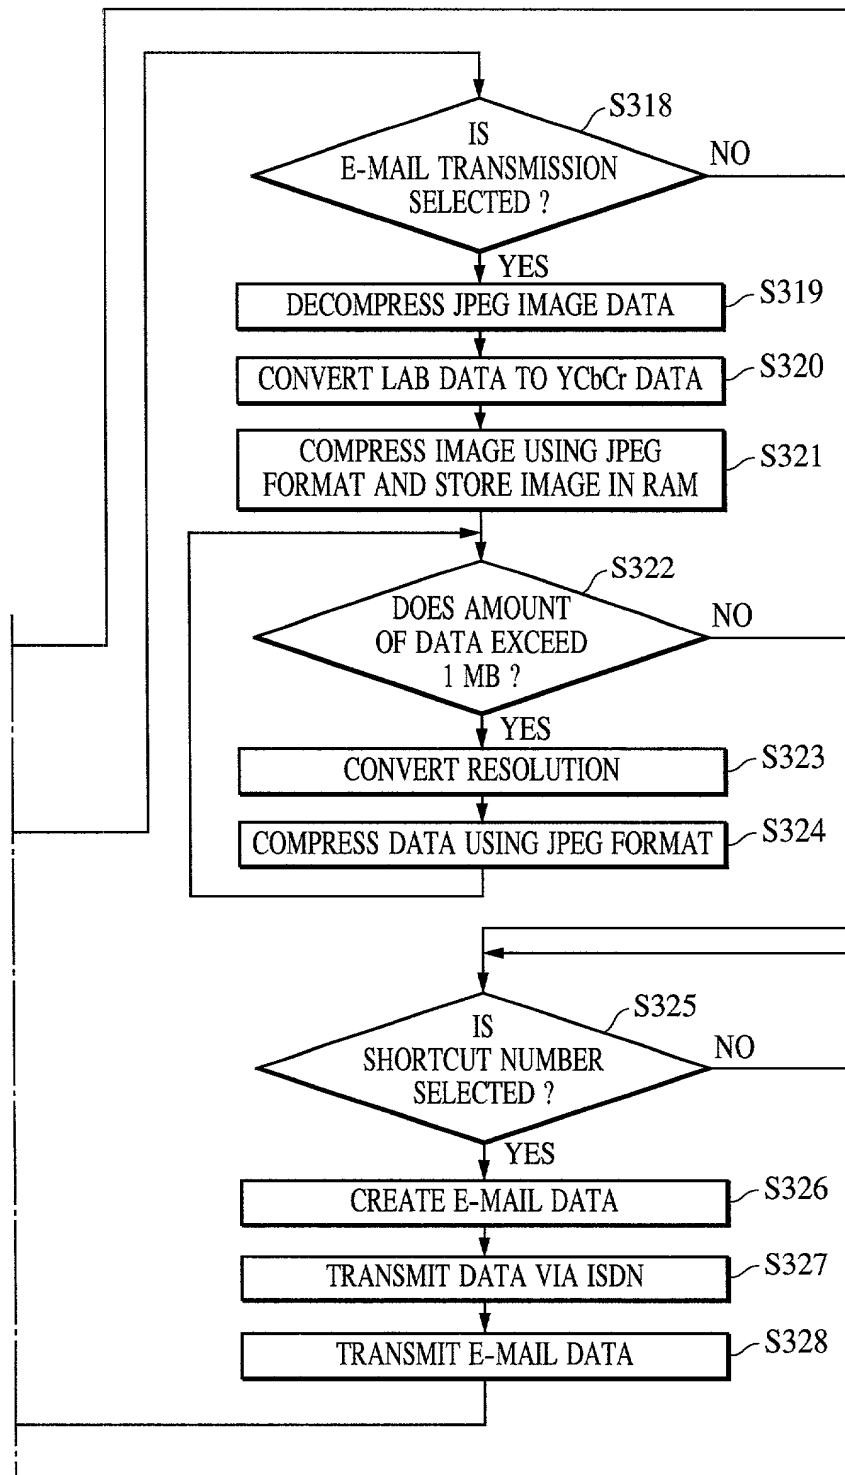 S318
IS
E-MAIL TRANSMISSION
SELECTED ?
NO
YES
DECOMPRESS JPEG IMAGE DATA
S319
CONVERT LAB DATA TO YCbCr DATA
S320
COMPRESS IMAGE USING JPEG
FORMAT AND STORE IMAGE IN RAM
S321
S322
DOES AMOUNT
OF DATA EXCEED
1 MB ?
NO
YES
CONVERT RESOLUTION
S323
COMPRESS DATA USING JPEG FORMAT
S324
S325
IS
SHORTCUT NUMBER
SELECTED ?
NO
YES
CREATE E-MAIL DATA
S326
TRANSMIT DATA VIA ISDN
S327
TRANSMIT E-MAIL DATA
S328